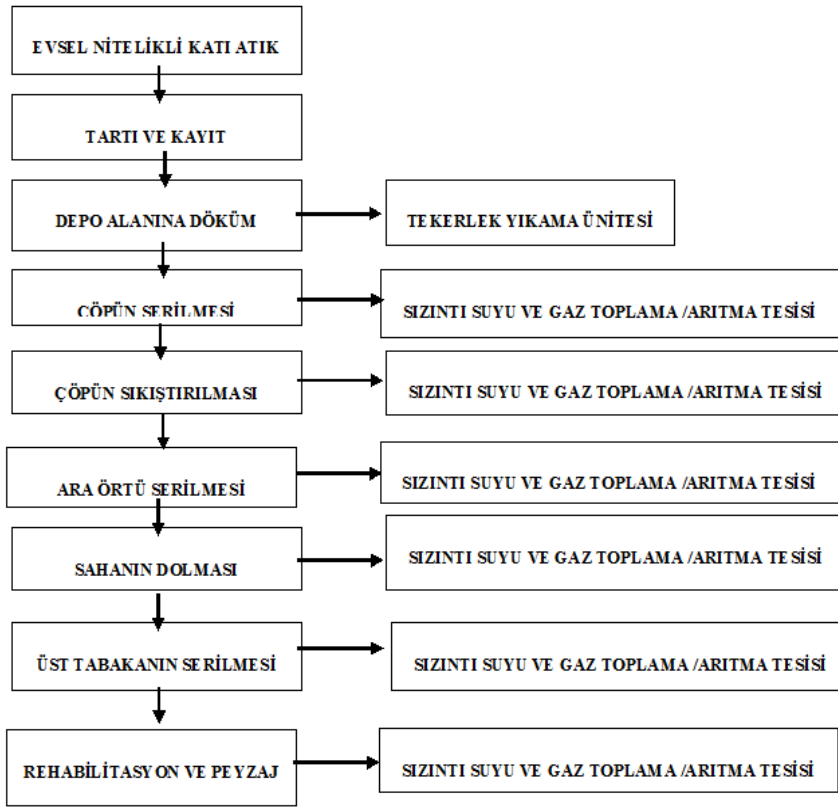 EVSEL NİTELİKLİ KATI ATIK
TARTI VE KAYIT
DEPO ALANINA DÖKÜM
TEKERLEK YIKAMA ÜNİTESİ
ÇÖPÜN SERİLMESİ
SIZINTI SUYU VE GAZ TOPLAMA /ARITMA TESİSİ
ÇÖPÜN SIKIŞTIRILMASI
SIZINTI SUYU VE GAZ TOPLAMA /ARITMA TESİSİ
ARA ÖRTÜ SERİLMESİ
SIZINTI SUYU VE GAZ TOPLAMA /ARITMA TESİSİ
SAHANIN DOLMASI
SIZINTI SUYU VE GAZ TOPLAMA /ARITMA TESİSİ
ÜST TABAKANIN SERİLMESİ
SIZINTI SUYU VE GAZ TOPLAMA /ARITMA TESİSİ
REHABİLİTASYON VE PEYZAJ
SIZINTI SUYU VE GAZ TOPLAMA /ARITMA TESİSİ